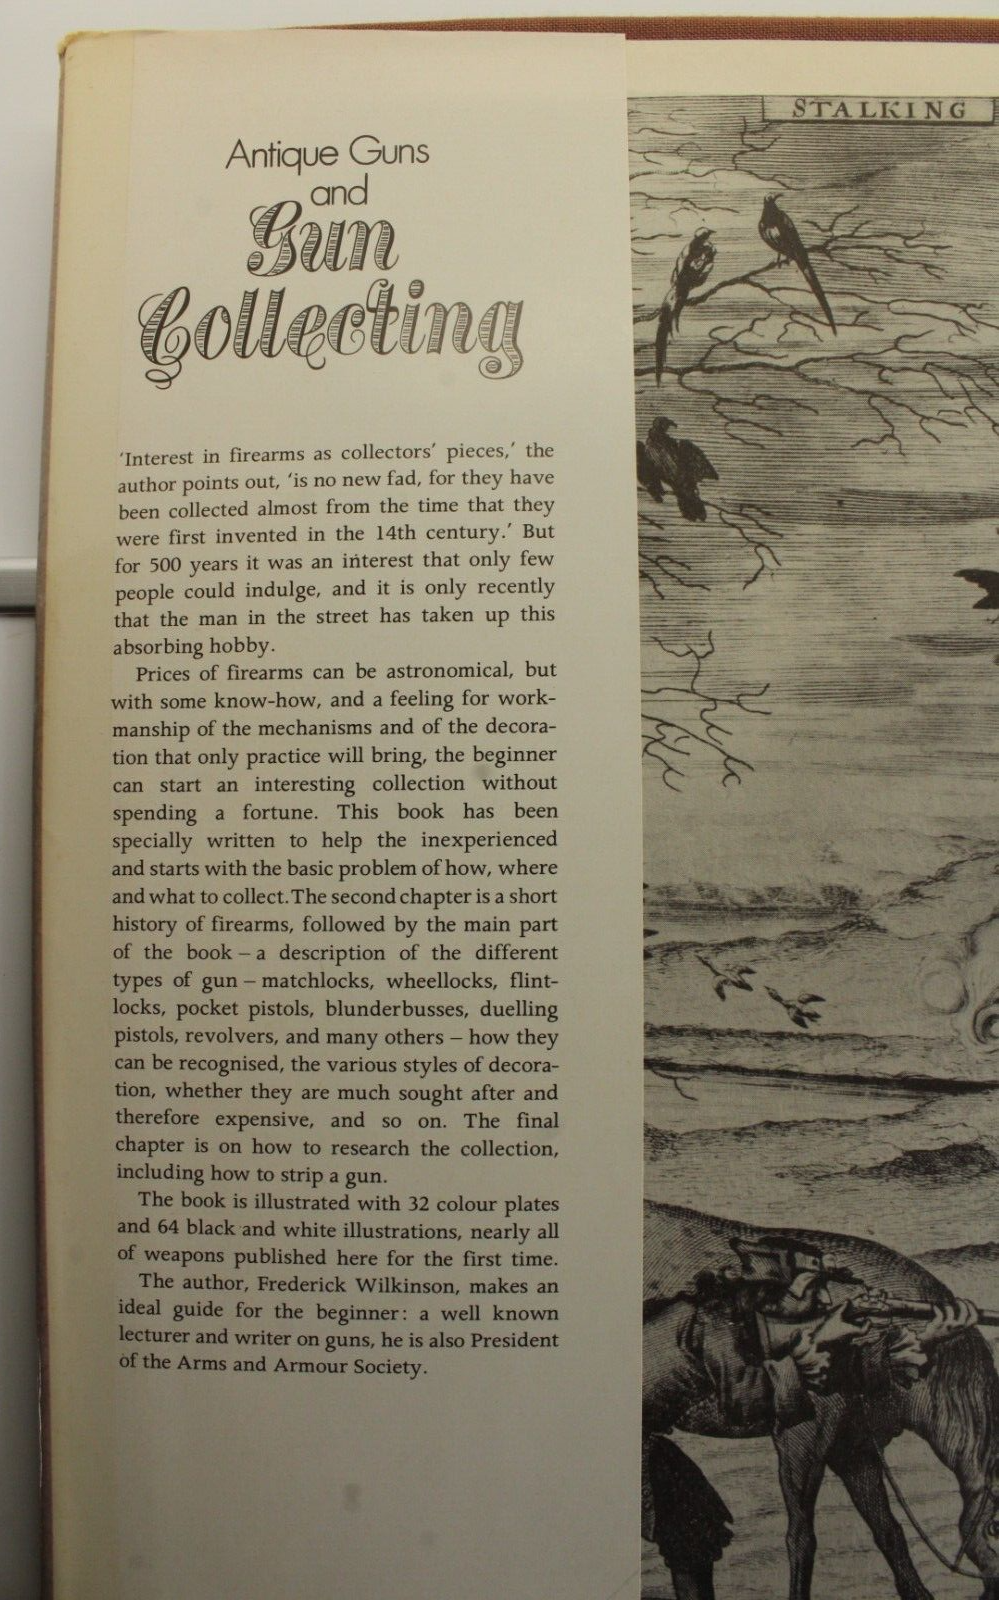 Antique Guns
and
Gun
Collecting
'Interest in firearms as collectors' pieces,' the
author points out, 'is no new fad, for they have
been collected almost from the time that they
were first invented in the 14th century.' But
for 500 years it was an interest that only few
people could indulge, and it is only recently
that the man in the street has taken up this
absorbing hobby.
Prices of firearms can be astronomical, but
with some know-how, and a feeling for work-
manship of the mechanisms and of the decora-
tion that only practice will bring, the beginner
can start an interesting collection without
spending a fortune. This book has been
specially written to help the inexperienced
and starts with the basic problem of how, where
and what to collect. The second chapter is a short
history of firearms, followed by the main part
of the book – a description of the different
types of gun – matchlocks, wheellocks, flint-
locks, pocket pistols, blunderbusses, duelling
pistols, revolvers, and many others – how they
can be recognised, the various styles of decora-
tion, whether they are much sought after and
therefore expensive, and so on. The final
chapter is on how to research the collection,
including how to strip a gun.
The book is illustrated with 32 colour plates
and 64 black and white illustrations, nearly all
of weapons published here for the first time.
The author, Frederick Wilkinson, makes an
ideal guide for the beginner: a well known
lecturer and writer on guns, he is also President
of the Arms and Armour Society.
STALKING